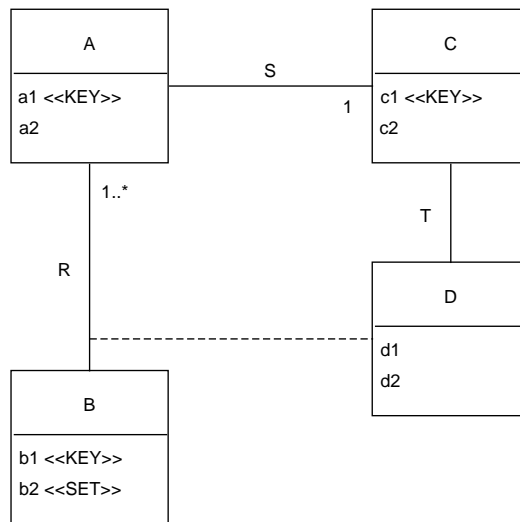 A
a1 <<KEY>>
a2
S
1
C
c1 <<KEY>>
c2
1..*
R
T
D
d1
d2
B
b1 <<KEY>>
b2 <<SET>>